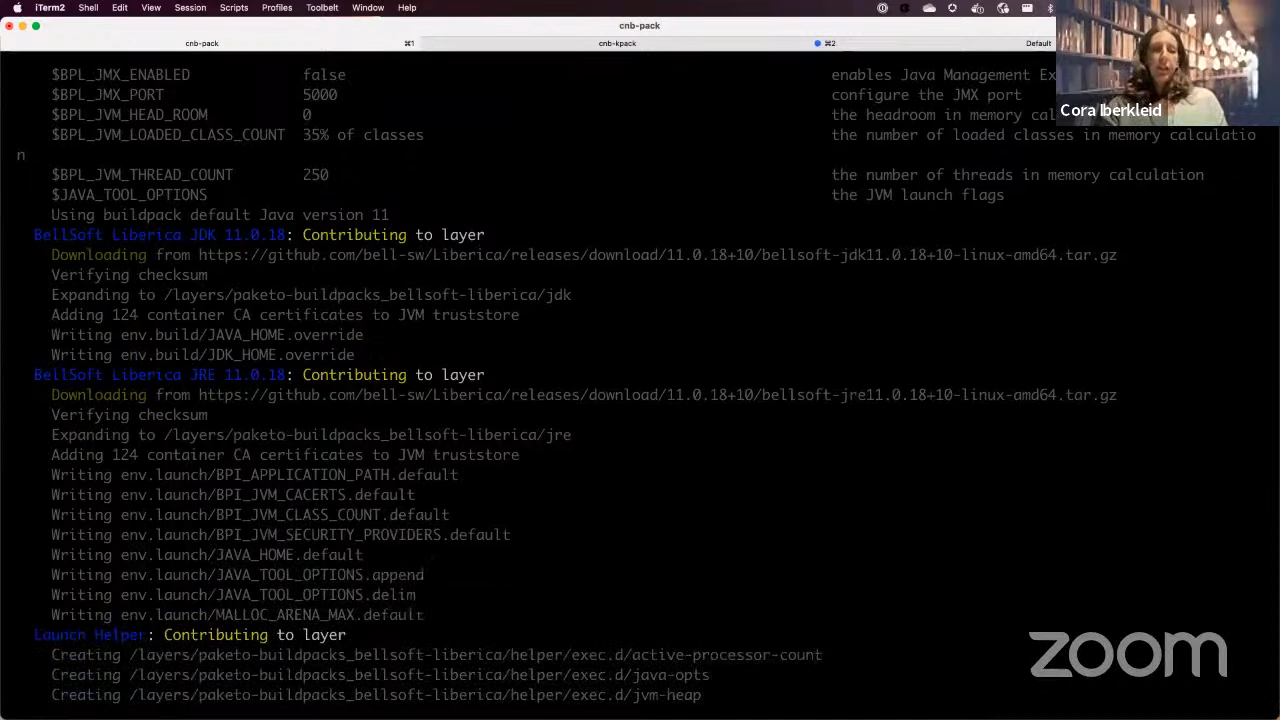 iTerm2 Shell Edit View Session Scripts Profiles Toolbelt Window Help
cnb-pack
cnb-pack ⌘1 cnb-kpack ⌘2 Default
$BPL_JMX_ENABLED false enables Java Management Ex
$BPL_JMX_PORT 5000 configure the JMX port
$BPL_JVM_HEAD_ROOM 0 the headroom in memory cal
$BPL_JVM_LOADED_CLASS_COUNT 35% of classes the number of loaded classes in memory calculatio
n
$BPL_JVM_THREAD_COUNT 250 the number of threads in memory calculation
$JAVA_TOOL_OPTIONS the JVM launch flags
Using buildpack default Java version 11
BellSoft Liberica JDK 11.0.18: Contributing to layer
Downloading from https://github.com/bell-sw/Liberica/releases/download/11.0.18+10/bellsoft-jdk11.0.18+10-linux-amd64.tar.gz
Verifying checksum
Expanding to /layers/paketo-buildpacks_bellsoft-liberica/jdk
Adding 124 container CA certificates to JVM truststore
Writing env.build/JAVA_HOME.override
Writing env.build/JDK_HOME.override
BellSoft Liberica JRE 11.0.18: Contributing to layer
Downloading from https://github.com/bell-sw/Liberica/releases/download/11.0.18+10/bellsoft-jre11.0.18+10-linux-amd64.tar.gz
Verifying checksum
Expanding to /layers/paketo-buildpacks_bellsoft-liberica/jre
Adding 124 container CA certificates to JVM truststore
Writing env.launch/BPI_APPLICATION_PATH.default
Writing env.launch/BPI_JVM_CACERTS.default
Writing env.launch/BPI_JVM_CLASS_COUNT.default
Writing env.launch/BPI_JVM_SECURITY_PROVIDERS.default
Writing env.launch/JAVA_HOME.default
Writing env.launch/JAVA_TOOL_OPTIONS.append
Writing env.launch/JAVA_TOOL_OPTIONS.delim
Writing env.launch/MALLOC_ARENA_MAX.default
Launch Helper: Contributing to layer
Creating /layers/paketo-buildpacks_bellsoft-liberica/helper/exec.d/active-processor-count
Creating /layers/paketo-buildpacks_bellsoft-liberica/helper/exec.d/java-opts
Creating /layers/paketo-buildpacks_bellsoft-liberica/helper/exec.d/jvm-heap
Cora Iberkleid
zoom